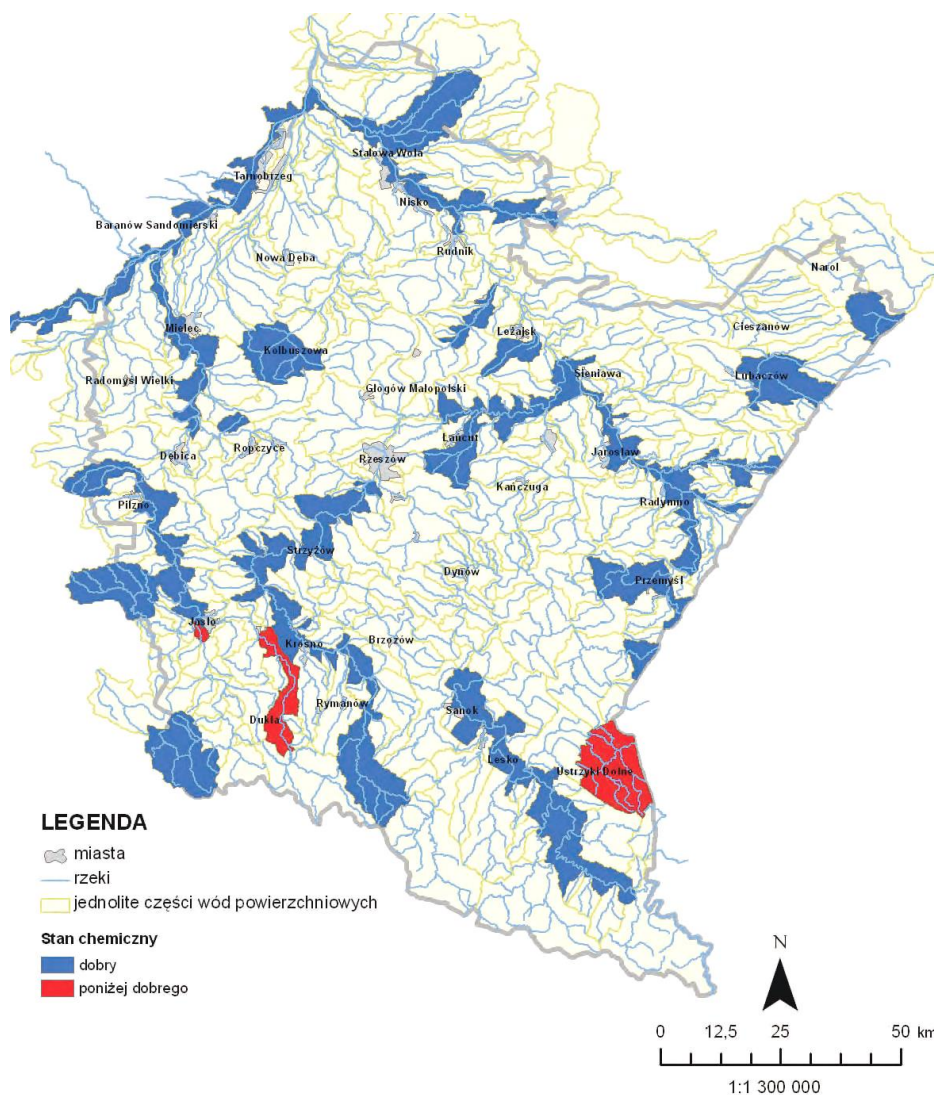 Stalowa Wola
Tarnobrzeg
Nisko
Baranów Sandomierski
Rudnik
Nowa Dęba
Narol
Mielec
Leżajsk
Cieszanów
Kolbuszowa
Sieniawa
Lubaczów
Radomyśl Wielki
Głogów Małopolski
Łańcut
Ropczyce
Dębica
Rzeszów
Jarosław
Kańczuga
Pilzno
Radymno
Strzyżów
Dynów
Przemyśl
Jasło
Krosno
Brzozów
Rymanów
Sanok
Dukla
Lesko
Ustrzyki Dolne
LEGENDA
miasta
rzeki
jednolite części wód powierzchniowych
Stan chemiczny
dobry
poniżej dobrego
N
0 12,5 25 50 km
1:1 300 000